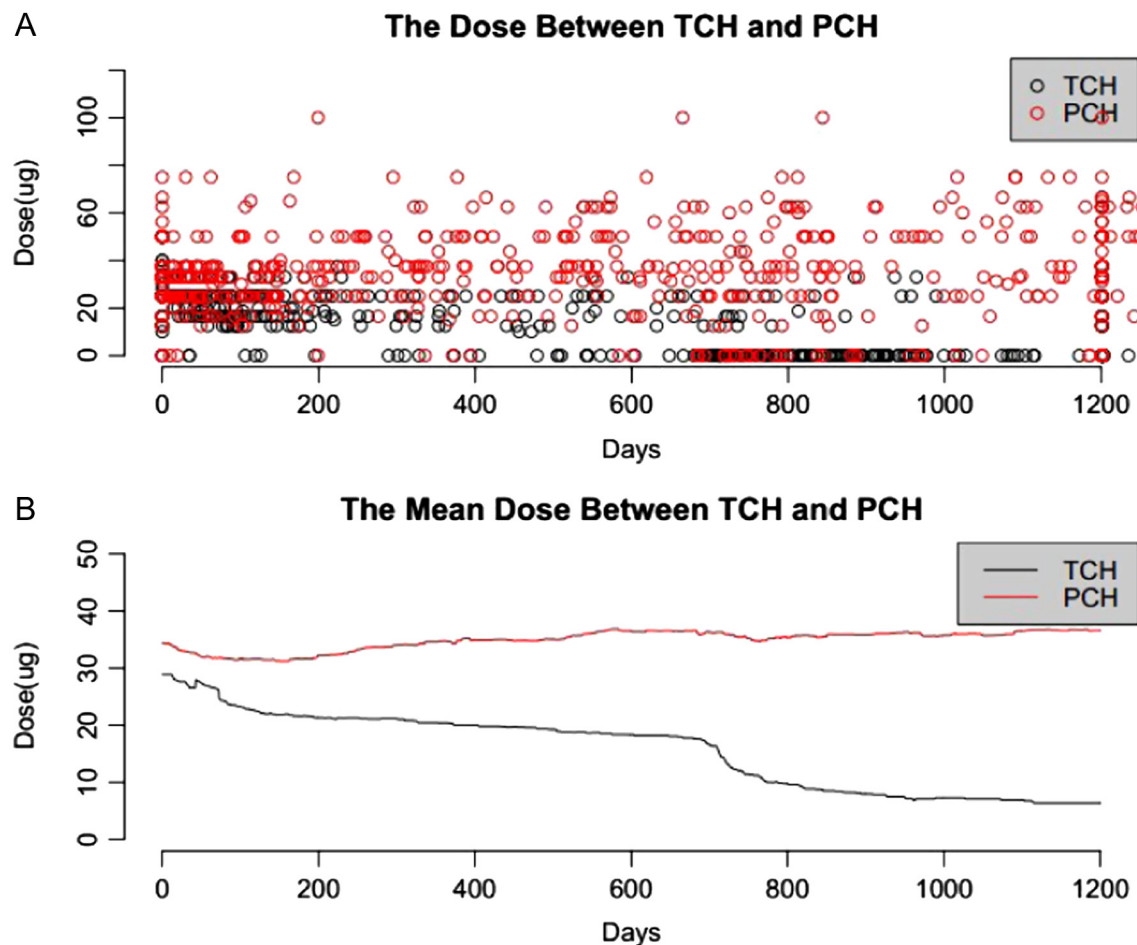 A
The Dose Between TCH and PCH
TCH
PCH
Dose(ug)
100
60
20
0
0 200 400 600 800 1000 1200
Days
B
The Mean Dose Between TCH and PCH
TCH
PCH
Dose(ug)
50
40
30
20
10
0
0 200 400 600 800 1000 1200
Days